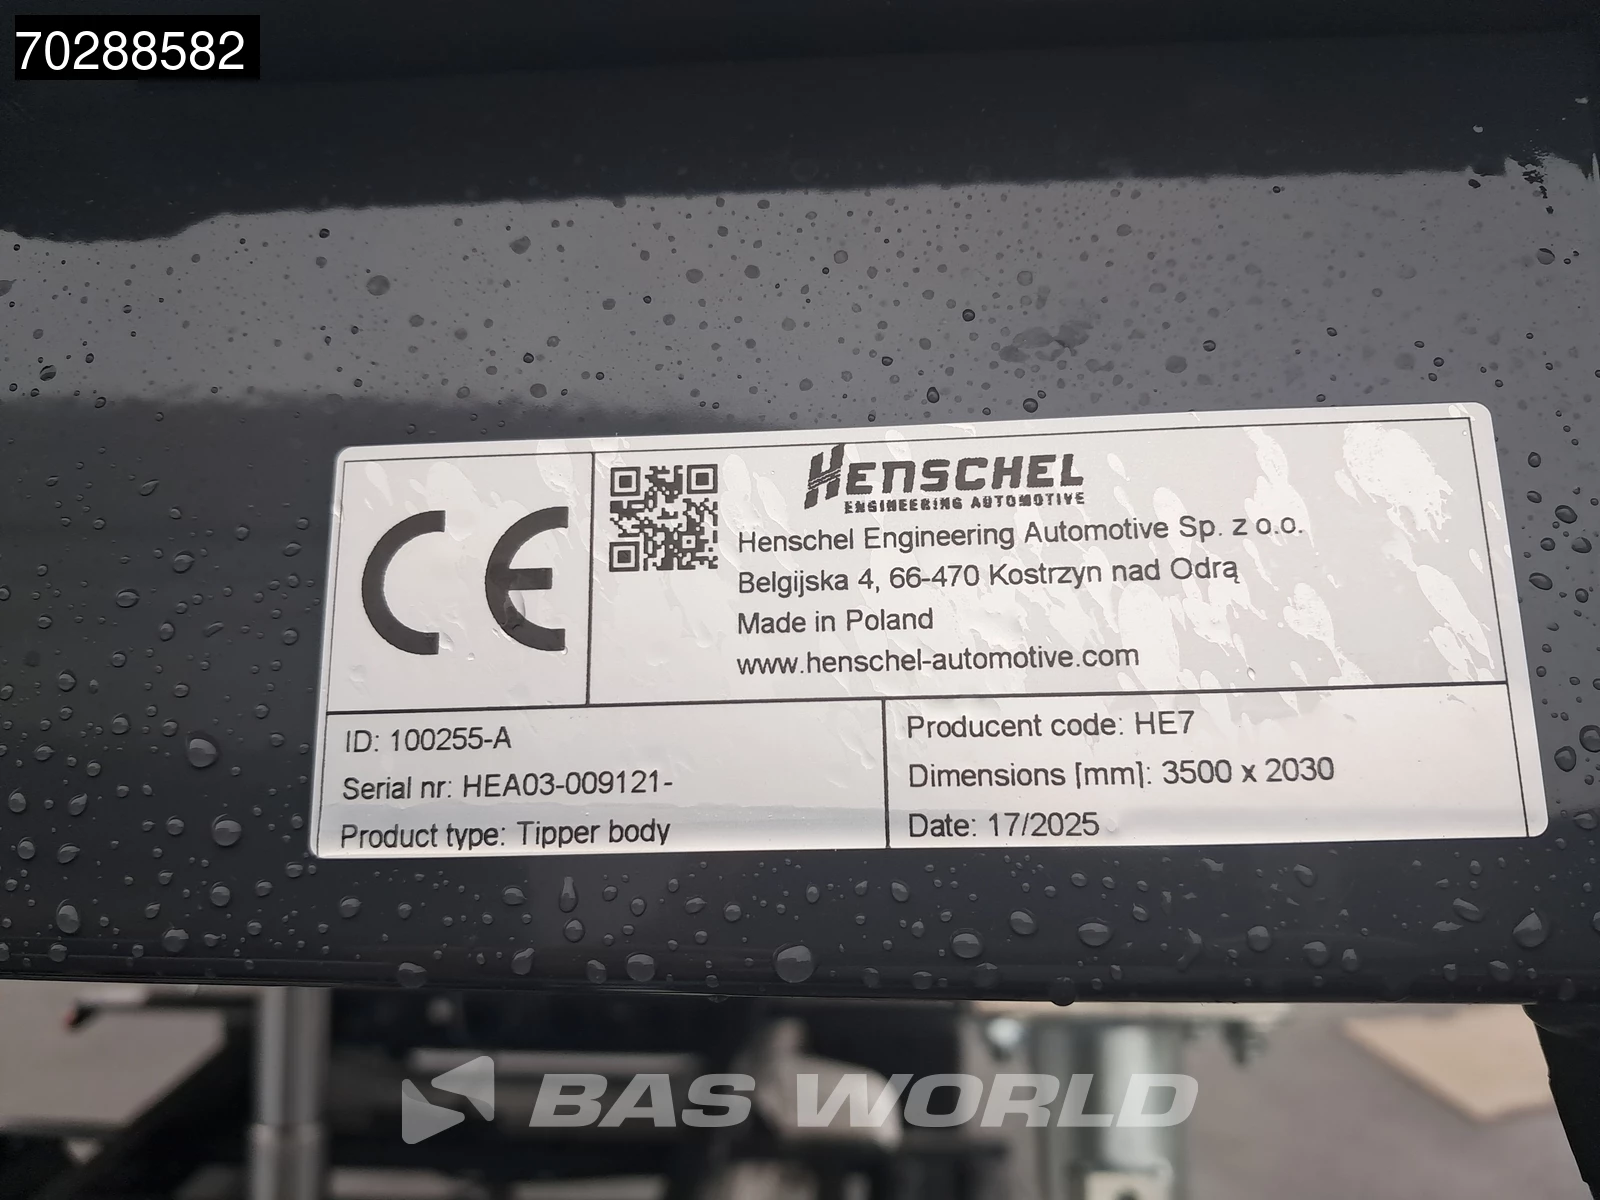 70288582
CE
HENSCHEL
ENGINEERING AUTOMOTIVE
Henschel Engineering Automotive Sp. z o.o.
Belgijska 4, 66-470 Kostrzyn nad Odrą
Made in Poland
www.henschel-automotive.com
ID: 100255-A
Serial nr: HEA03-009121-
Product type: Tipper body
Producent code: HE7
Dimensions [mm]: 3500 x 2030
Date: 17/2025
BAS WORLD